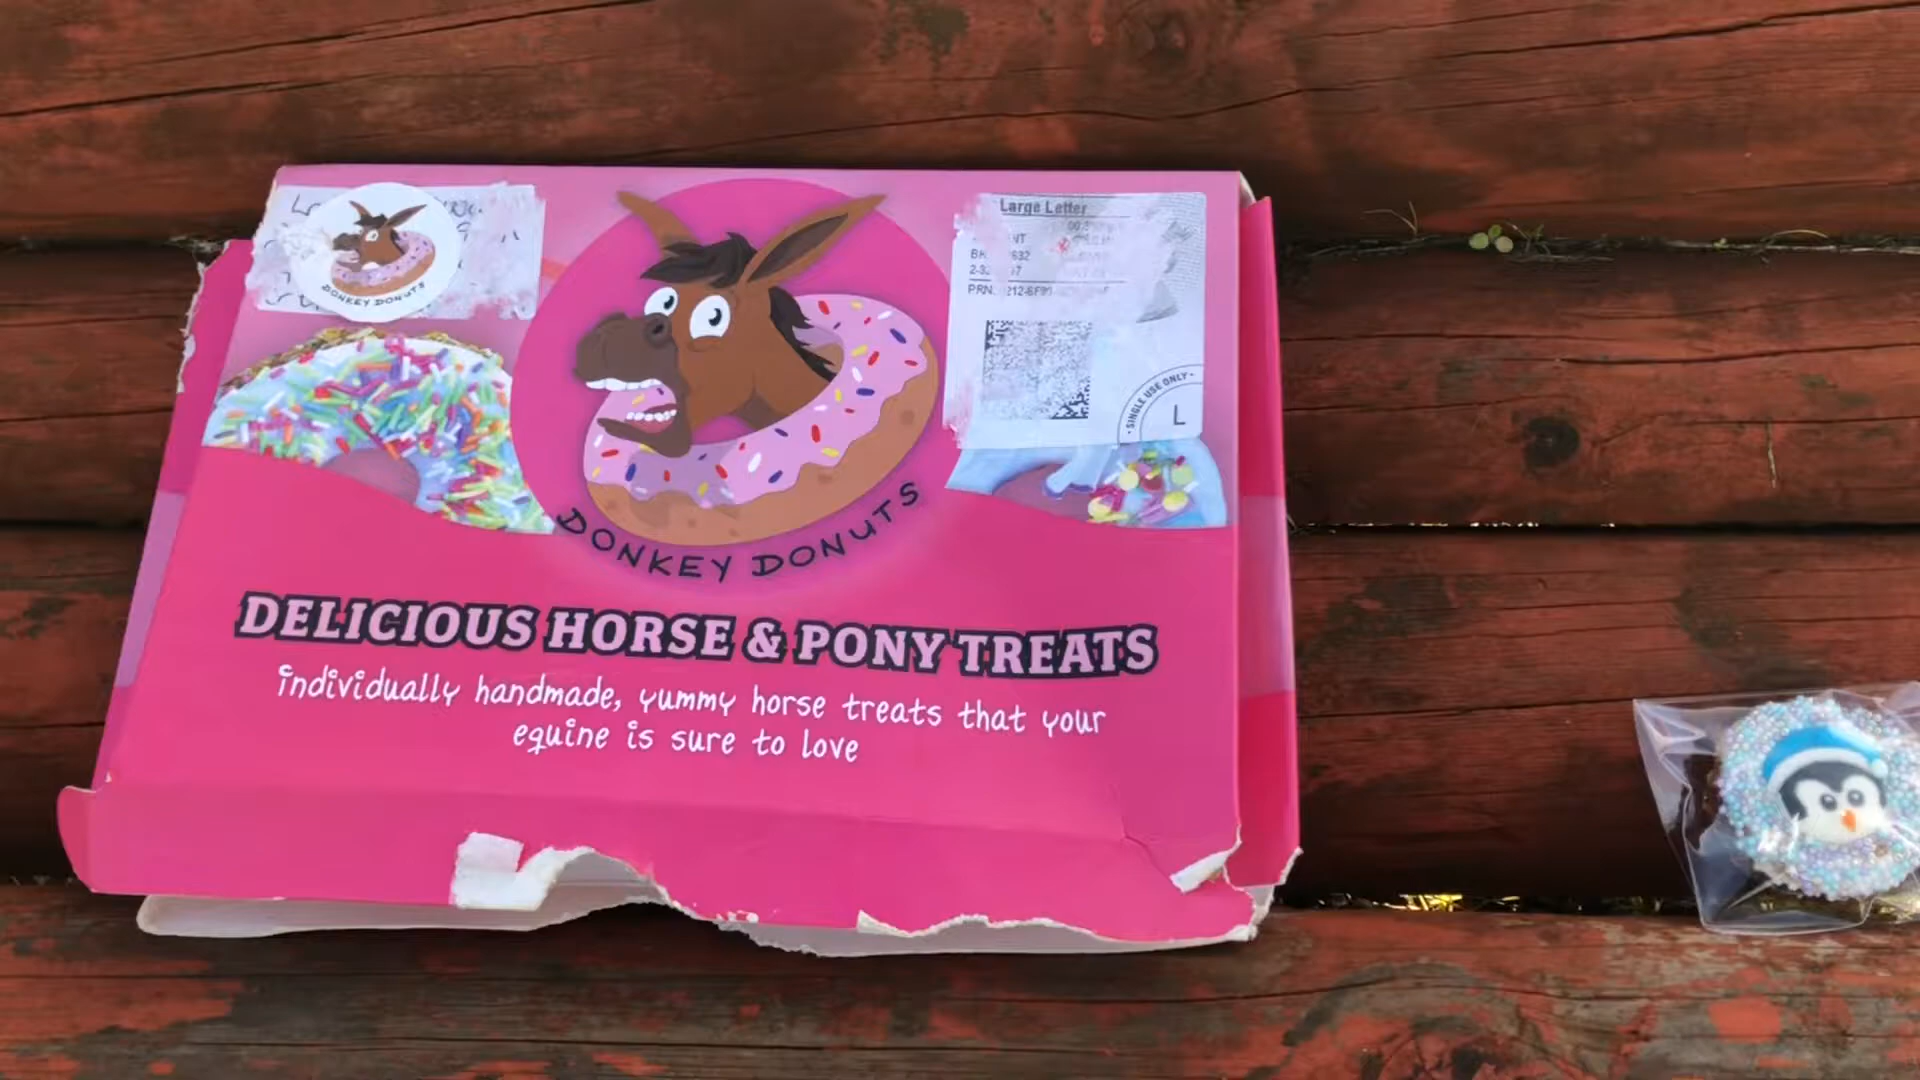 Large Letter
PRN.
SINGLE USE ONLY
L
DONKEY DONUTS
DONKEY DONUTS
DELICIOUS HORSE & PONY TREATS
individually handmade, yummy horse treats that your
equine is sure to love